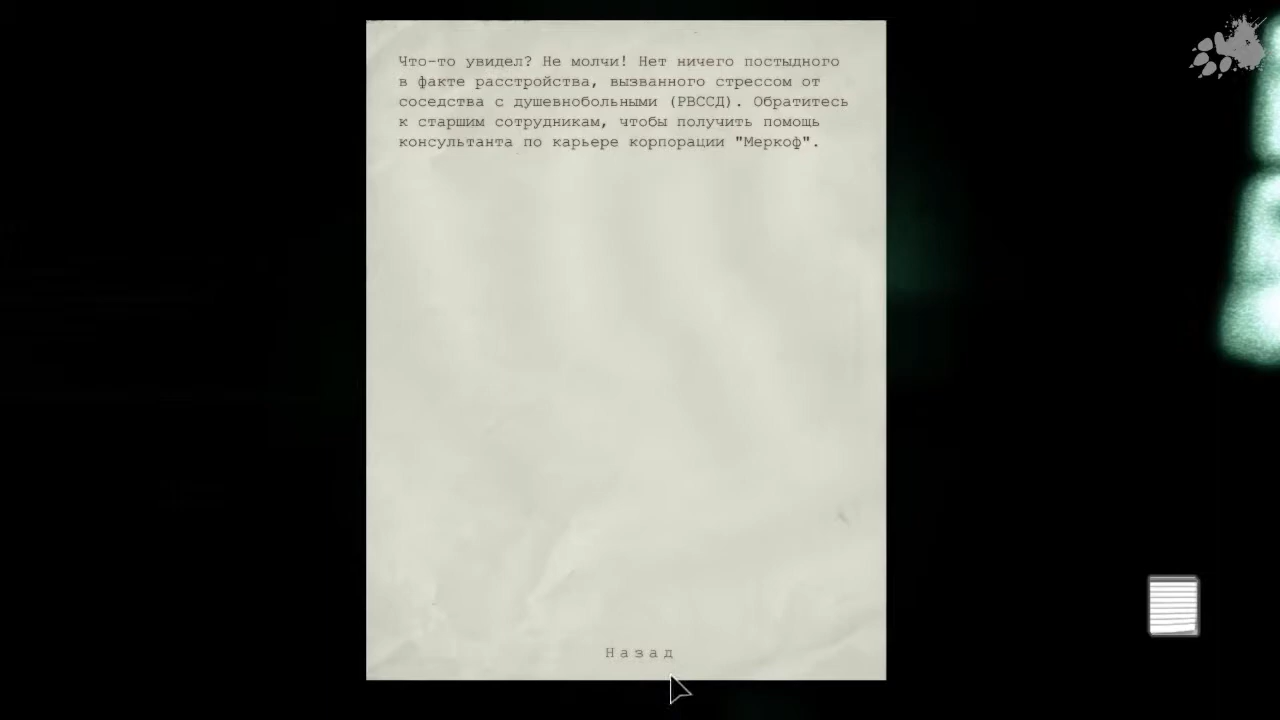 Что-то увидел? Не молчи! Нет ничего постыдного
в факте расстройства, вызванного стрессом от
соседства с душевнобольными (РВССД). Обратитесь
к старшим сотрудникам, чтобы получить помощь
консультанта по карьере корпорации "Меркоф".
Назад